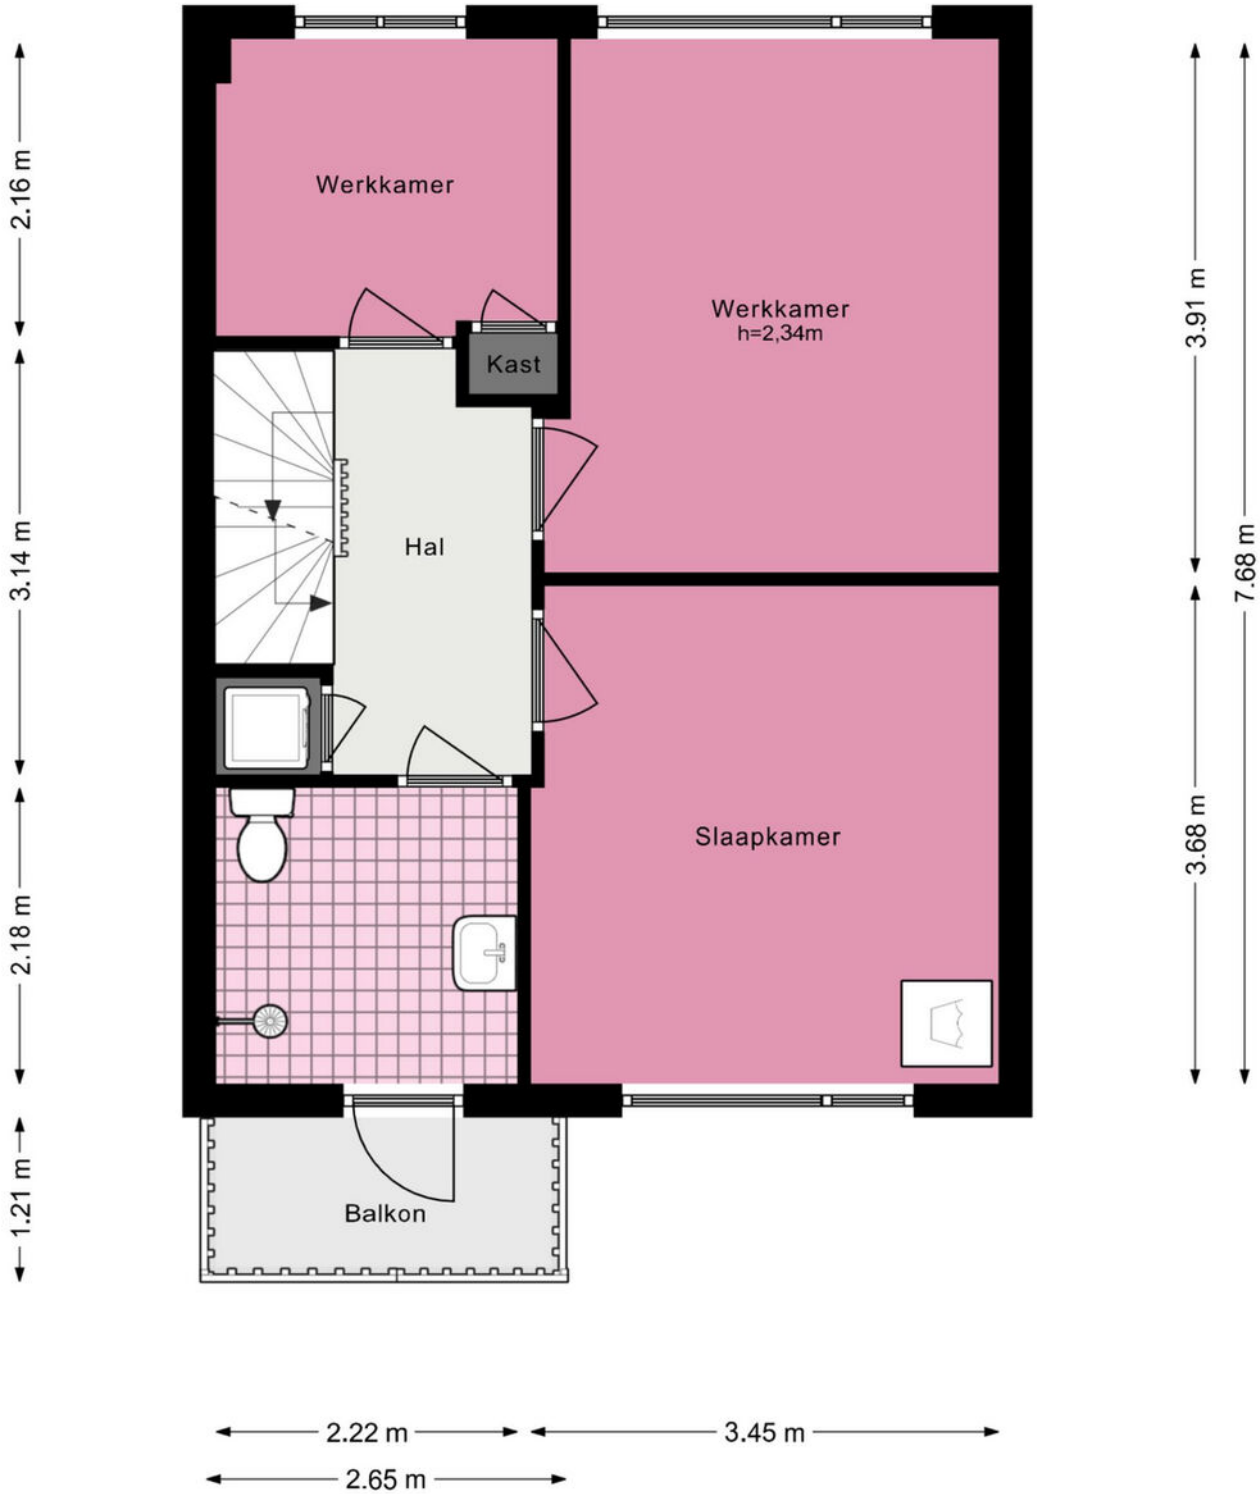 2.16 m
3.14 m
2.18 m
1.21 m
Werkkamer
Werkkamer
h=2,34m
Kast
Hal
Slaapkamer
Balkon
3.91 m
3.68 m
7.68 m
2.22 m
3.45 m
2.65 m